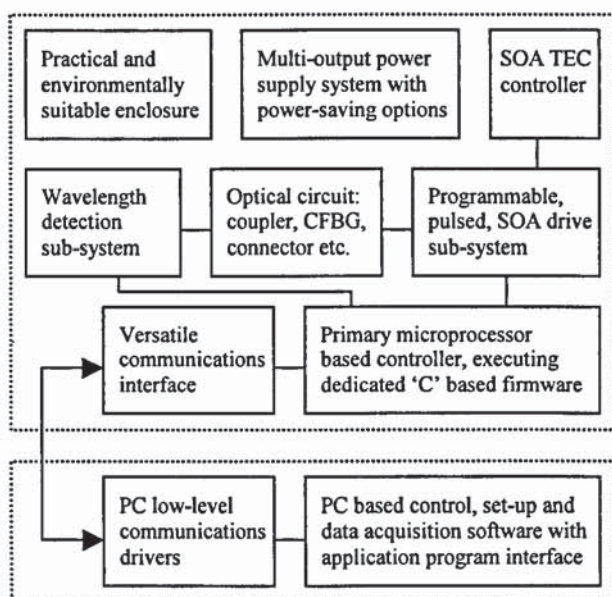 Practical and
environmentally
suitable enclosure
Multi-output power
supply system with
power-saving options
SOA TEC
controller
Wavelength
detection
sub-system
Optical circuit:
coupler, CFBG,
connector etc.
Programmable,
pulsed, SOA drive
sub-system
Versatile
communications
interface
Primary microprocessor
based controller, executing
dedicated ‘C’ based firmware
PC low-level
communications
drivers
PC based control, set-up and
data acquisition software with
application program interface